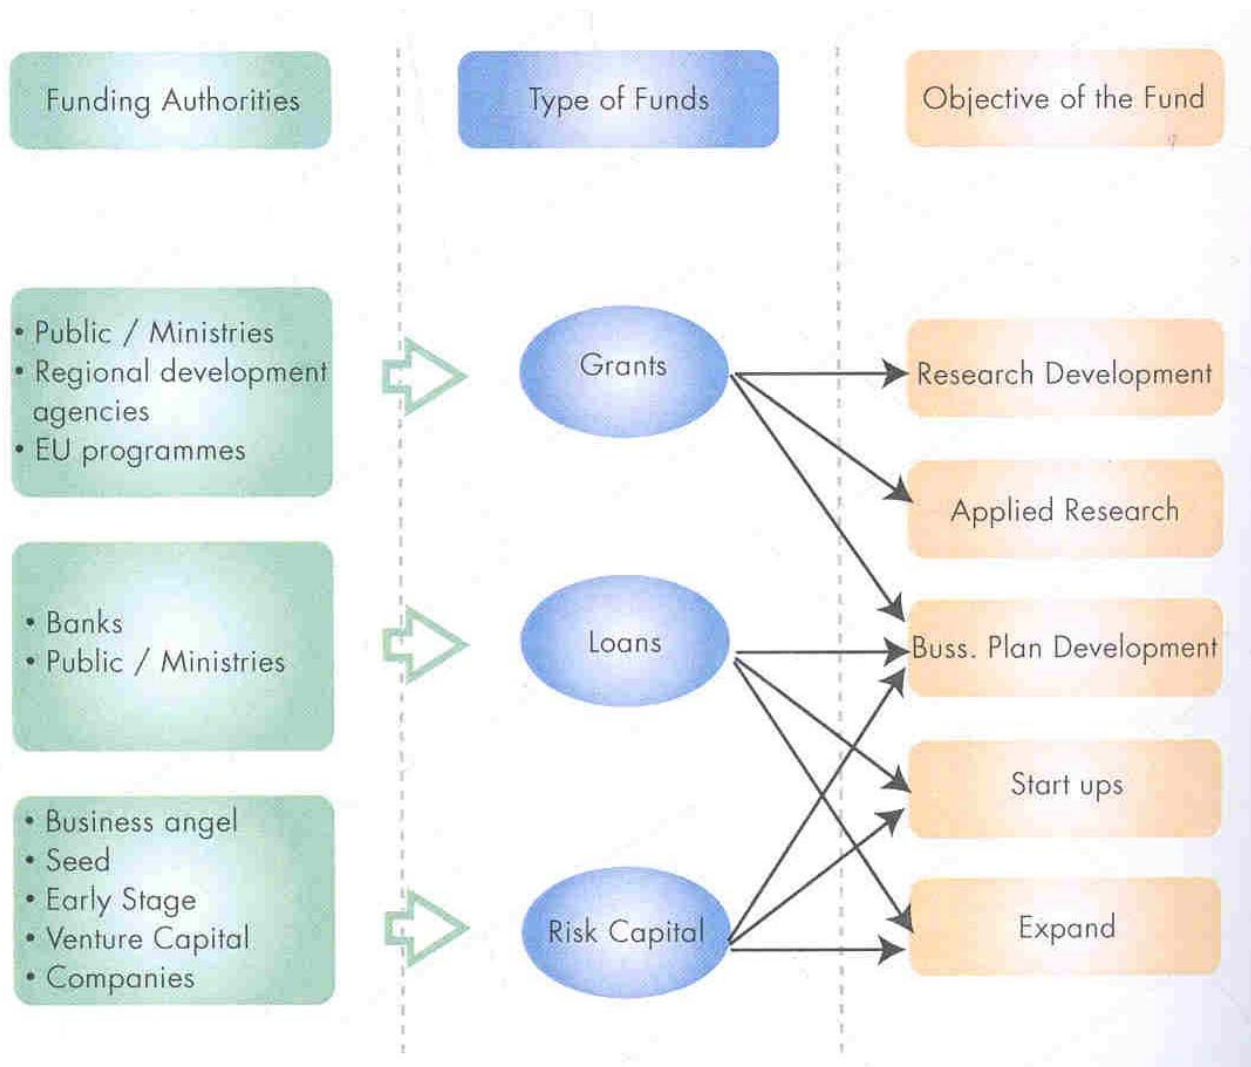 Funding Authorities
Type of Funds
Objective of the Fund
• Public / Ministries
• Regional development
agencies
• EU programmes
Grants
Research Development
Applied Research
• Banks
• Public / Ministries
Loans
Buss. Plan Development
Start ups
• Business angel
• Seed
• Early Stage
• Venture Capital
• Companies
Risk Capital
Expand